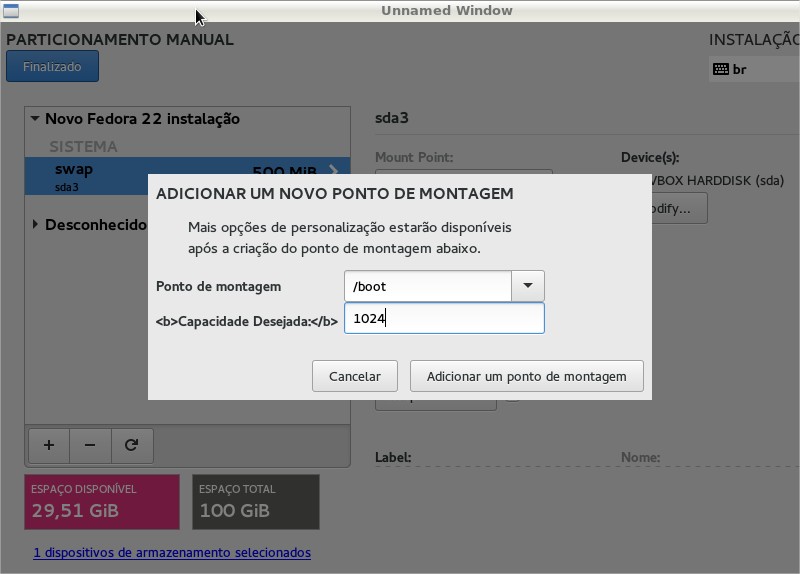 Unnamed Window
PARTICIONAMENTO MANUAL
INSTALAÇÃO
Finalizado
br
Novo Fedora 22 instalação
SISTEMA
swap
500 MiB
sda3
Desconhecido
sda3
Mount Point:
Device(s):
VBOX HARDDISK (sda)
ADICIONAR UM NOVO PONTO DE MONTAGEM
Mais opções de personalização estarão disponíveis
após a criação do ponto de montagem abaixo.
Ponto de montagem
/boot
<b>Capacidade Desejada:</b>
1024
Cancelar
Adicionar um ponto de montagem
Label:
Nome:
ESPAÇO DISPONÍVEL
29,51 GiB
ESPAÇO TOTAL
100 GiB
1 dispositivos de armazenamento selecionados